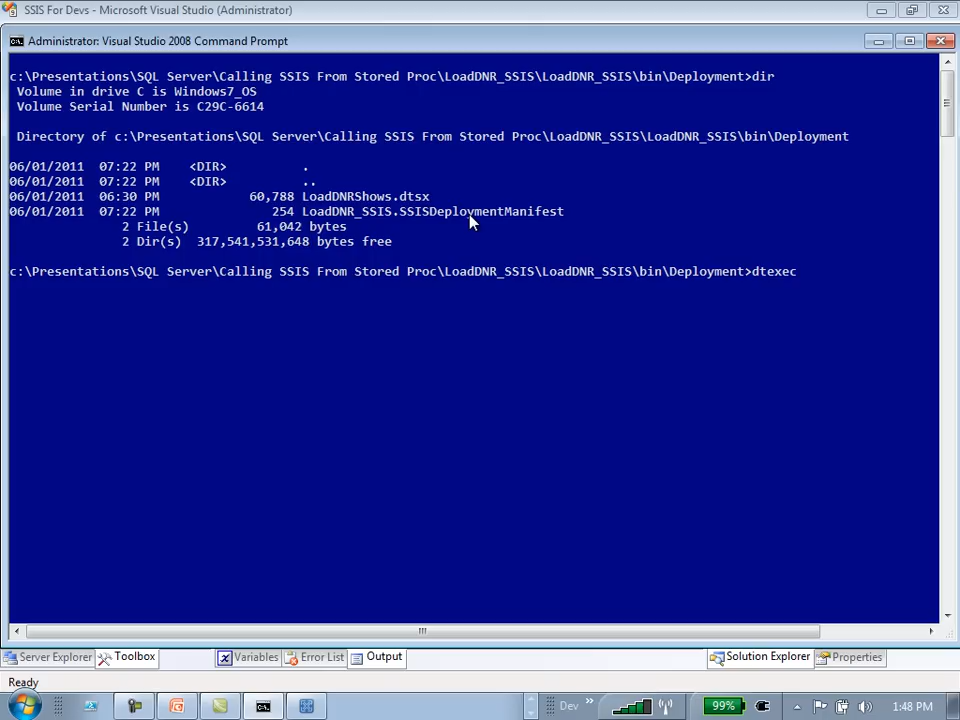 SSIS For Devs - Microsoft Visual Studio (Administrator)
Administrator: Visual Studio 2008 Command Prompt
c:\Presentations\SQL Server\Calling SSIS From Stored Proc\LoadDNR_SSIS\LoadDNR_SSIS\bin\Deployment>dir
Volume in drive C is Windows7_OS
Volume Serial Number is C29C-6614
Directory of c:\Presentations\SQL Server\Calling SSIS From Stored Proc\LoadDNR_SSIS\LoadDNR_SSIS\bin\Deployment
06/01/2011 07:22 PM <DIR> .
06/01/2011 07:22 PM <DIR> ..
06/01/2011 06:30 PM 60,788 LoadDNRShows.dtsx
06/01/2011 07:22 PM 254 LoadDNR_SSIS.SSISDeploymentManifest
2 File(s) 61,042 bytes
2 Dir(s) 317,541,531,648 bytes free
c:\Presentations\SQL Server\Calling SSIS From Stored Proc\LoadDNR_SSIS\LoadDNR_SSIS\bin\Deployment>dtexec
Server Explorer Toolbox Variables Error List Output Solution Explorer Properties
Ready
Dev » 99% 1:48 PM